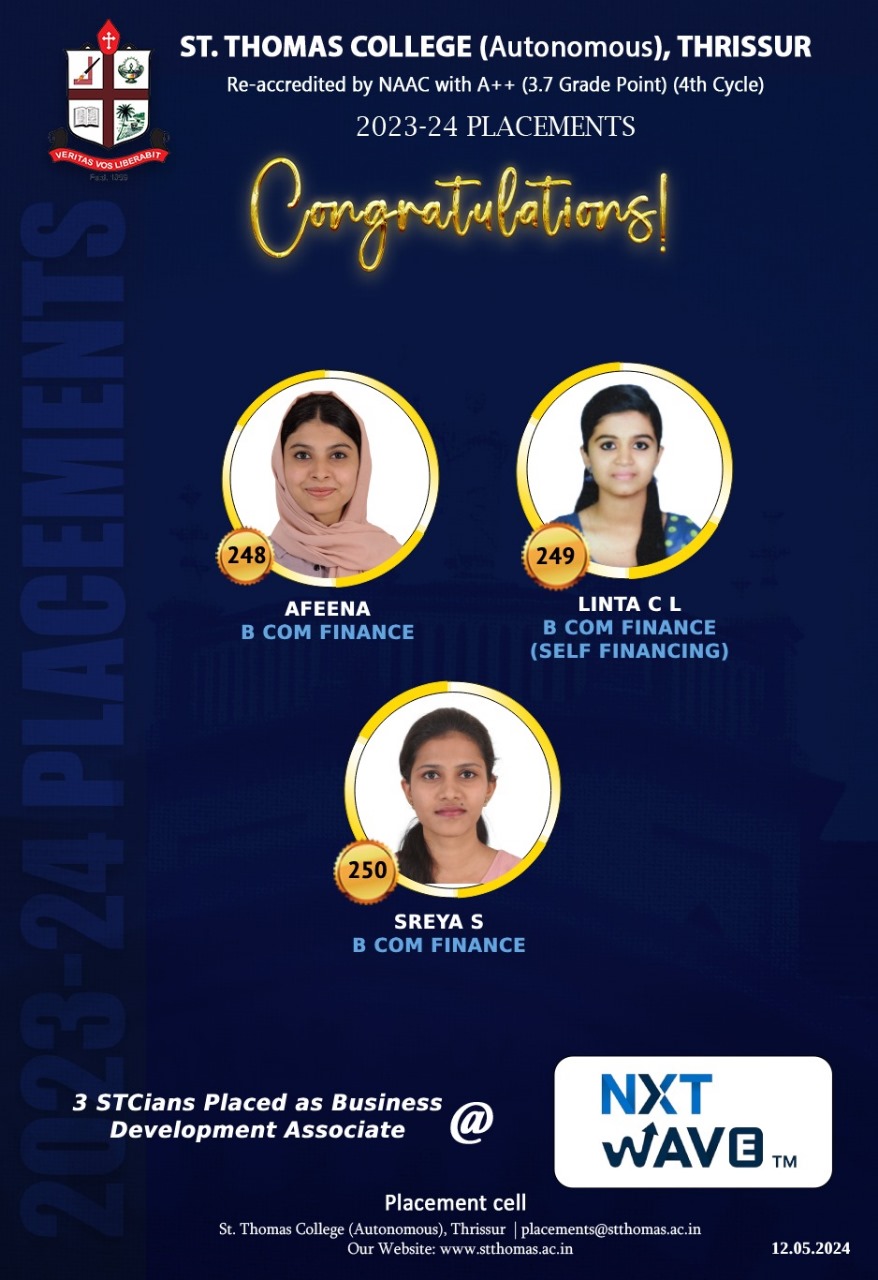 ST. THOMAS COLLEGE (Autonomous), THRISSUR
Re-accredited by NAAC with A++ (3.7 Grade Point) (4th Cycle)
2023-24 PLACEMENTS
Congratulations!
VERITAS VOS LIBERABIT
2023-24 PLACEMENTS
248
AFEENA
B COM FINANCE
249
LINTA C L
B COM FINANCE
(SELF FINANCING)
250
SREYA S
B COM FINANCE
3 STCians Placed as Business
Development Associate
@
NXT
WAVE TM
Placement cell
St. Thomas College (Autonomous), Thrissur | placements@stthomas.ac.in
Our Website: www.stthomas.ac.in
12.05.2024